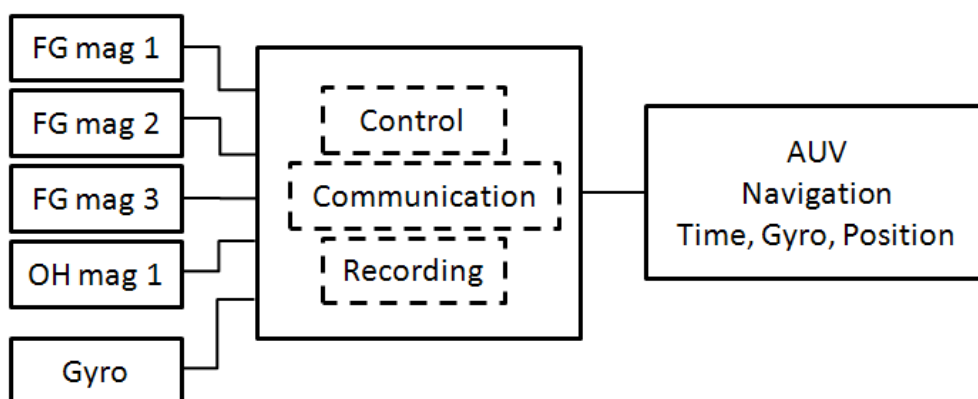 FG mag 1
FG mag 2
FG mag 3
OH mag 1
Gyro
Control
Communication
Recording
AUV
Navigation
Time, Gyro, Position